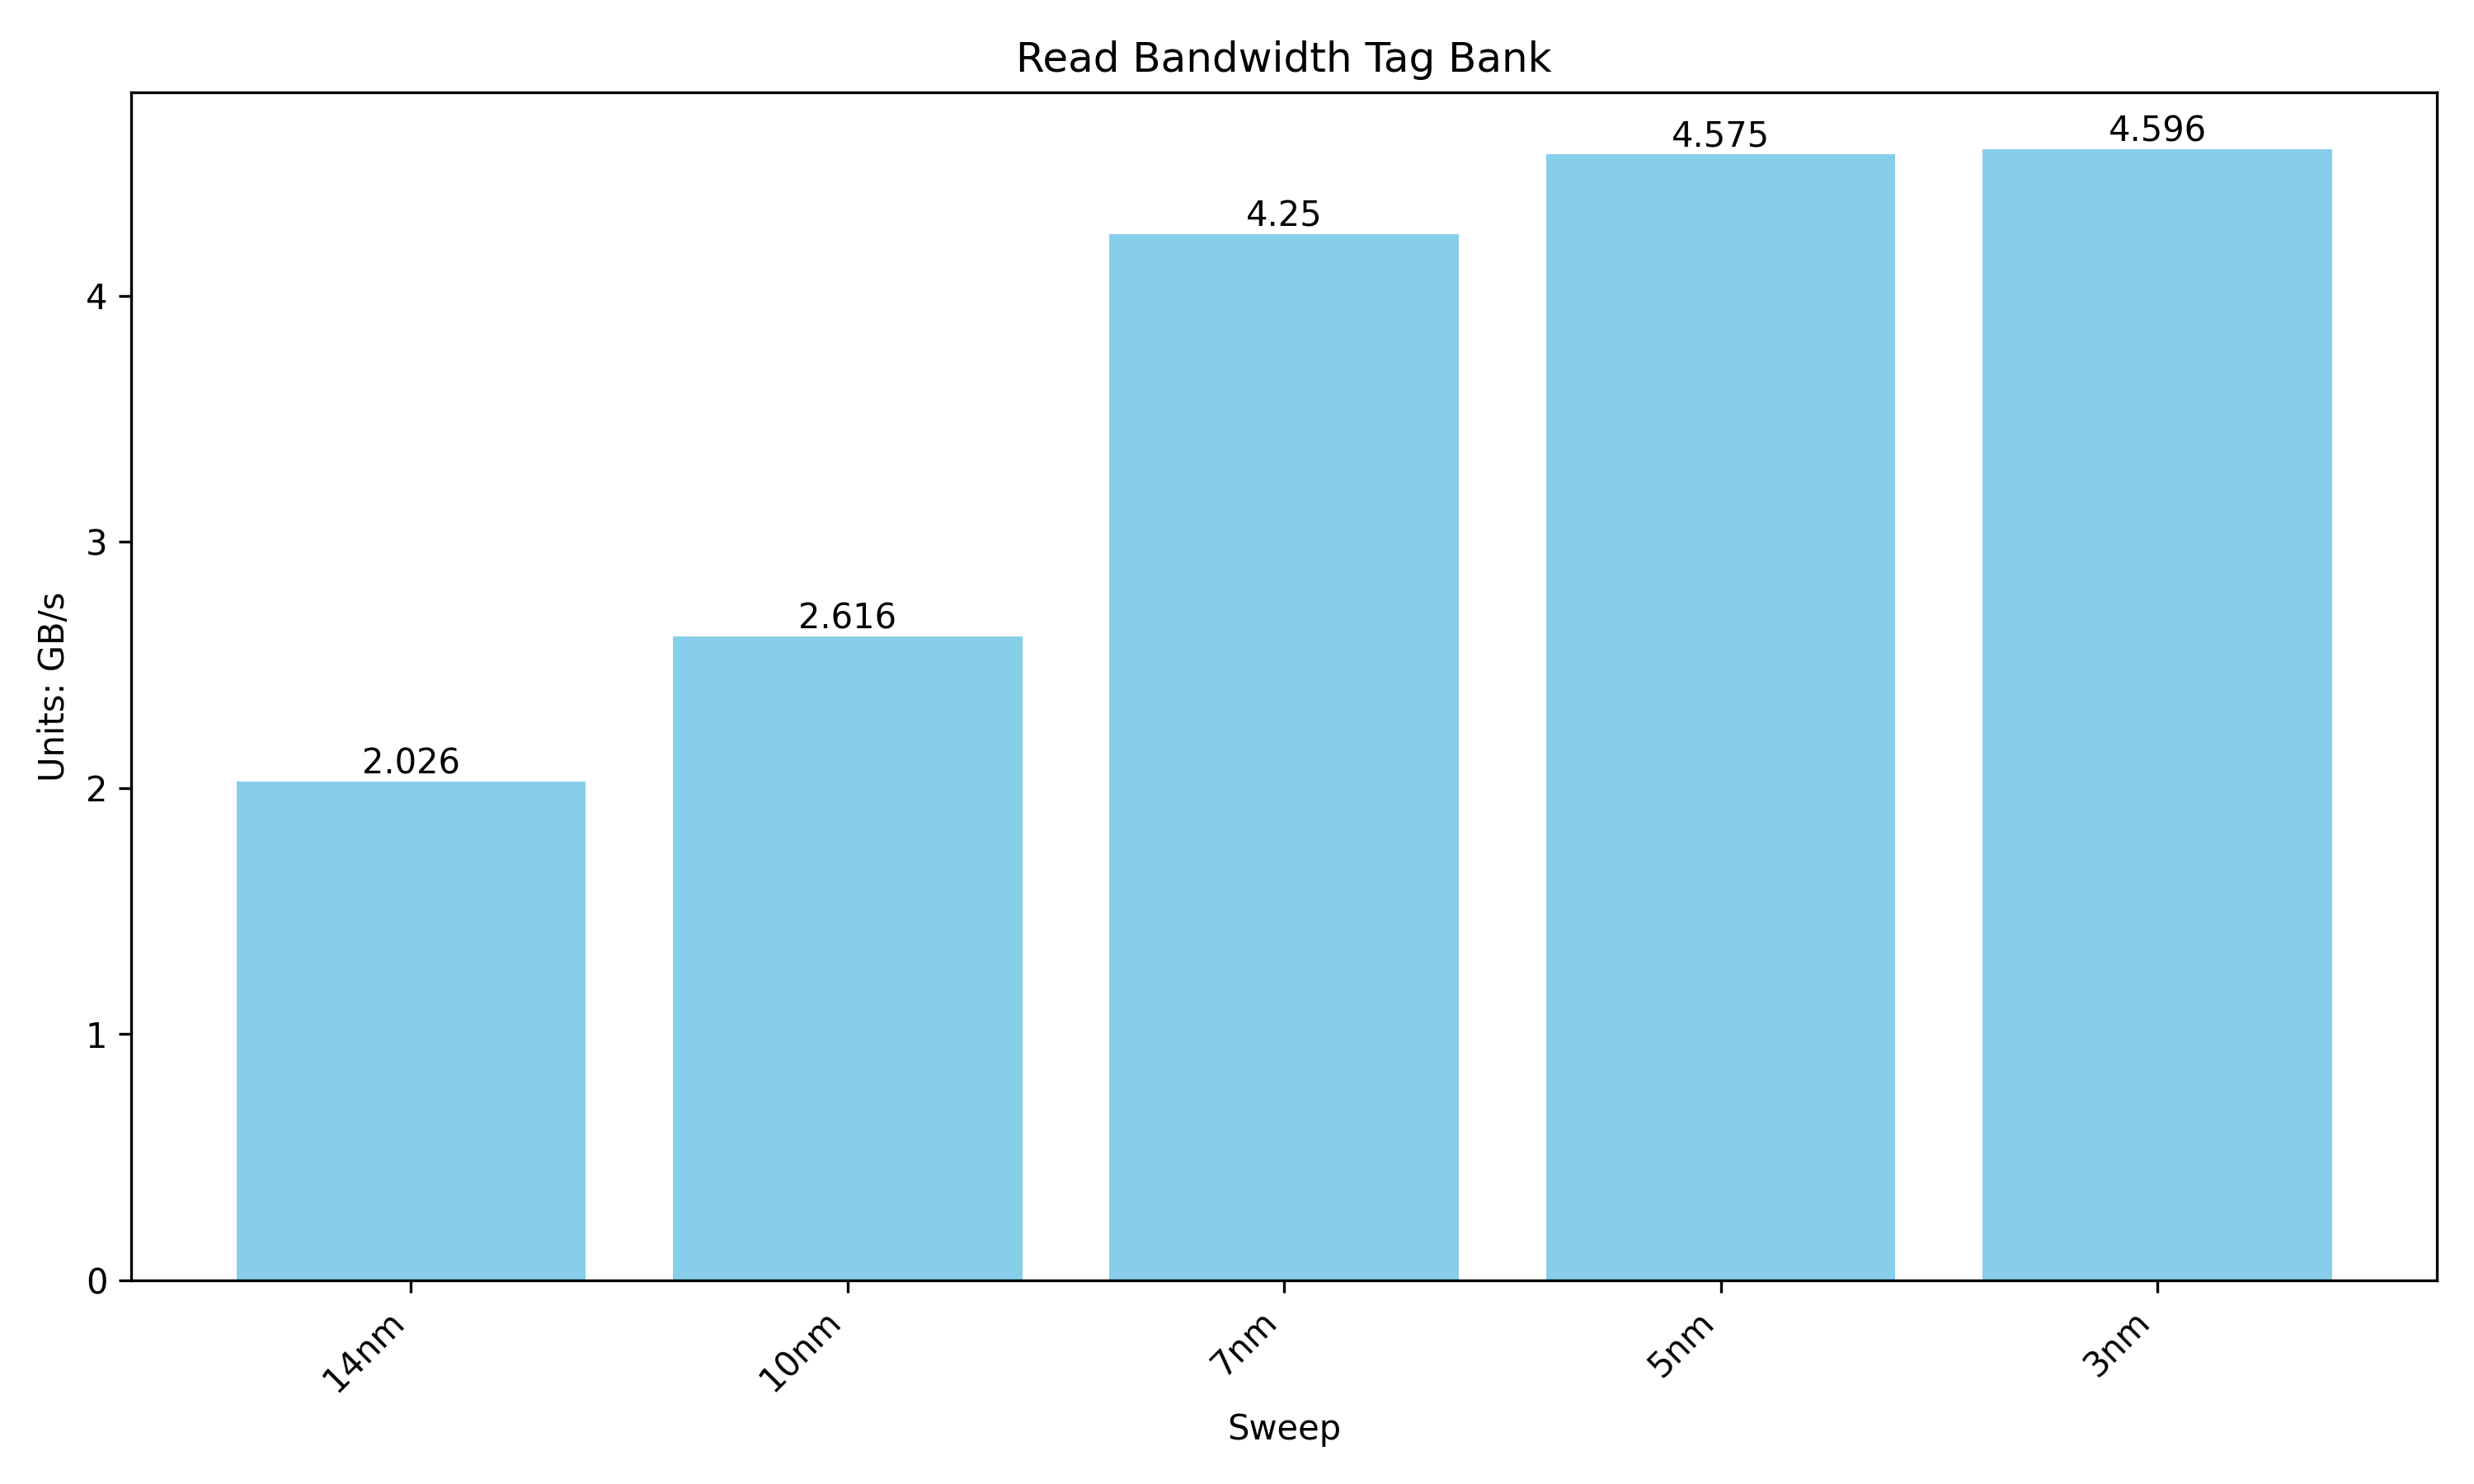 Read Bandwidth Tag Bank
4.596
4.575
4.25
4
3
2.616
Units: GB/s
2.026
2
1
0
14nm
10nm
7nm
5nm
3nm
Sweep